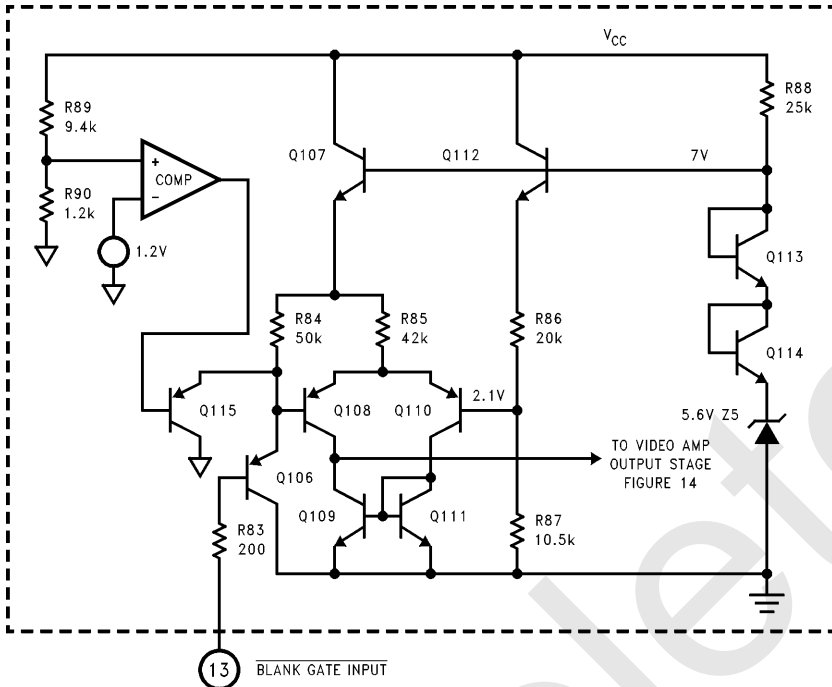 VCC
R89
9.4k
R88
25k
+
COMP
−
Q107
Q112
7V
R90
1.2k
1.2V
Q113
R84
50k
R85
42k
R86
20k
Q114
2.1V
Q115
Q108
Q110
5.6V Z5
TO VIDEO AMP
OUTPUT STAGE
FIGURE 14
Q106
Q109
Q111
R83
200
R87
10.5k
13
BLANK GATE INPUT